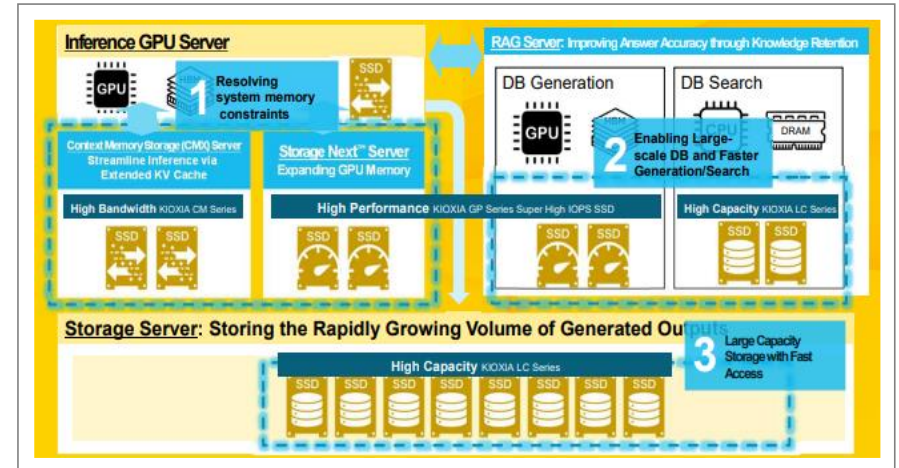 Inference GPU Server
GPU
HBM
SSD
1
Resolving
system memory
constraints
Context Memory Storage (CMX) Server
Streamline Inference via
Extended KV Cache
Storage Next™ Server
Expanding GPU Memory
High Bandwidth KIOXIA CM Series
SSD SSD
High Performance KIOXIA GP Series Super High IOPS SSD
SSD SSD
RAG Server: Improving Answer Accuracy through Knowledge Retention
DB Generation
GPU
HBM
DB Search
CPU
DRAM
2
Enabling Large-
scale DB and Faster
Generation/Search
SSD SSD
High Capacity KIOXIA LC Series
SSD SSD
Storage Server: Storing the Rapidly Growing Volume of Generated Outputs
3
Large Capacity
Storage with Fast
Access
High Capacity KIOXIA LC Series
SSD SSD SSD SSD SSD SSD SSD SSD